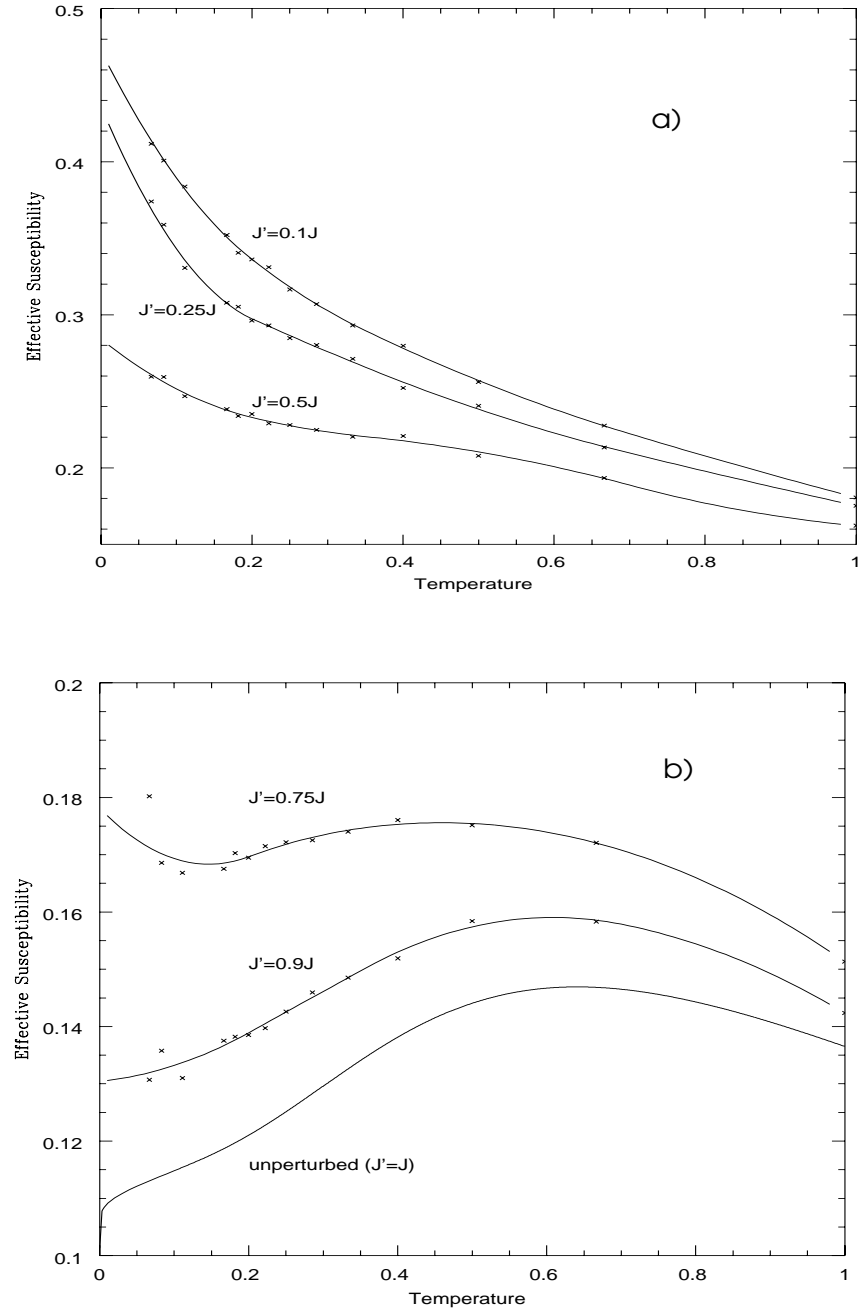 0.5
a)
0.4
Effective Susceptibility
J'=0.1J
0.3
J'=0.25J
J'=0.5J
0.2
0 0.2 0.4 0.6 0.8 1
Temperature
0.2
b)
J'=0.75J
0.18
0.16
Effective Susceptibility
J'=0.9J
0.14
0.12
unperturbed (J'=J)
0.1
0 0.2 0.4 0.6 0.8 1
Temperature